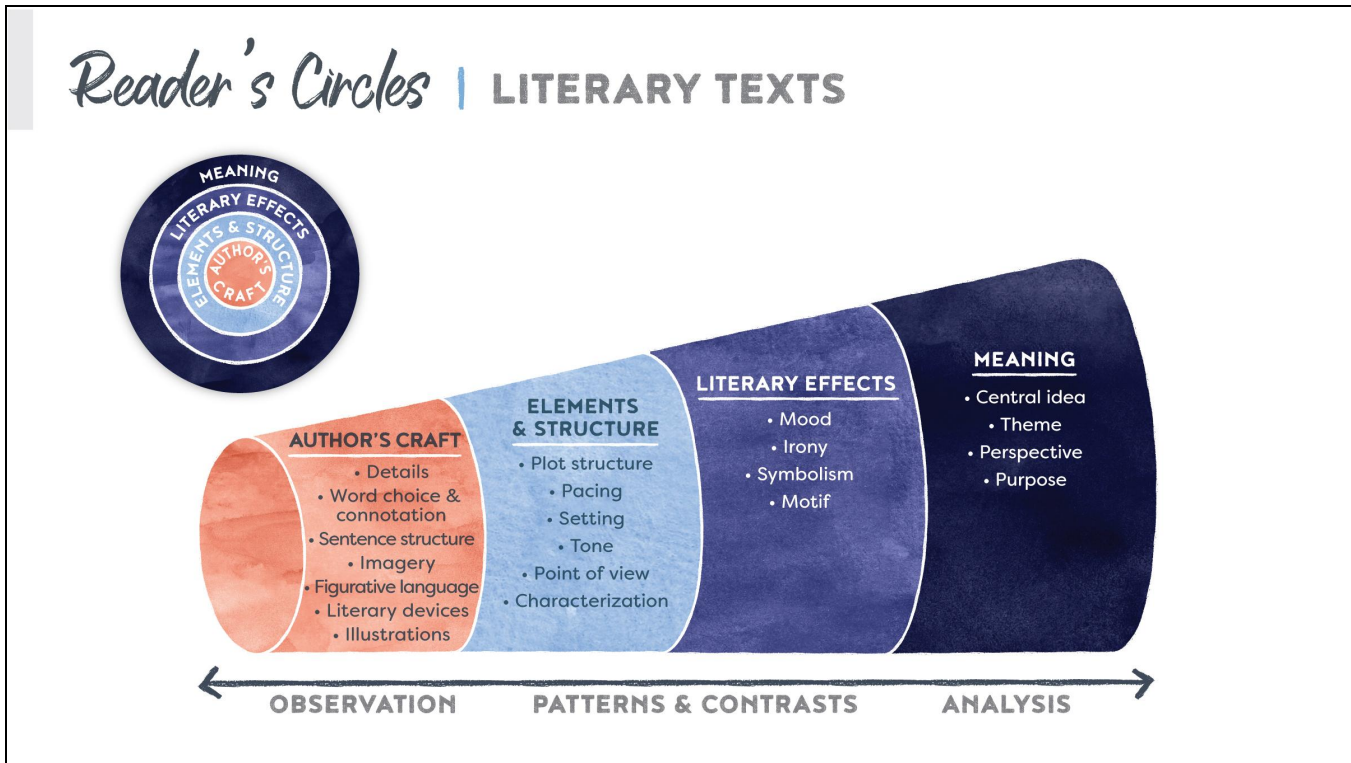 Reader's Circles | LITERARY TEXTS
MEANING
LITERARY EFFECTS
ELEMENTS & STRUCTURE
AUTHOR'S
CRAFT
AUTHOR'S CRAFT
• Details
• Word choice &
connotation
• Sentence structure
• Imagery
• Figurative language
• Literary devices
• Illustrations
ELEMENTS
& STRUCTURE
• Plot structure
• Pacing
• Setting
• Tone
• Point of view
• Characterization
LITERARY EFFECTS
• Mood
• Irony
• Symbolism
• Motif
MEANING
• Central idea
• Theme
• Perspective
• Purpose
OBSERVATION
PATTERNS & CONTRASTS
ANALYSIS